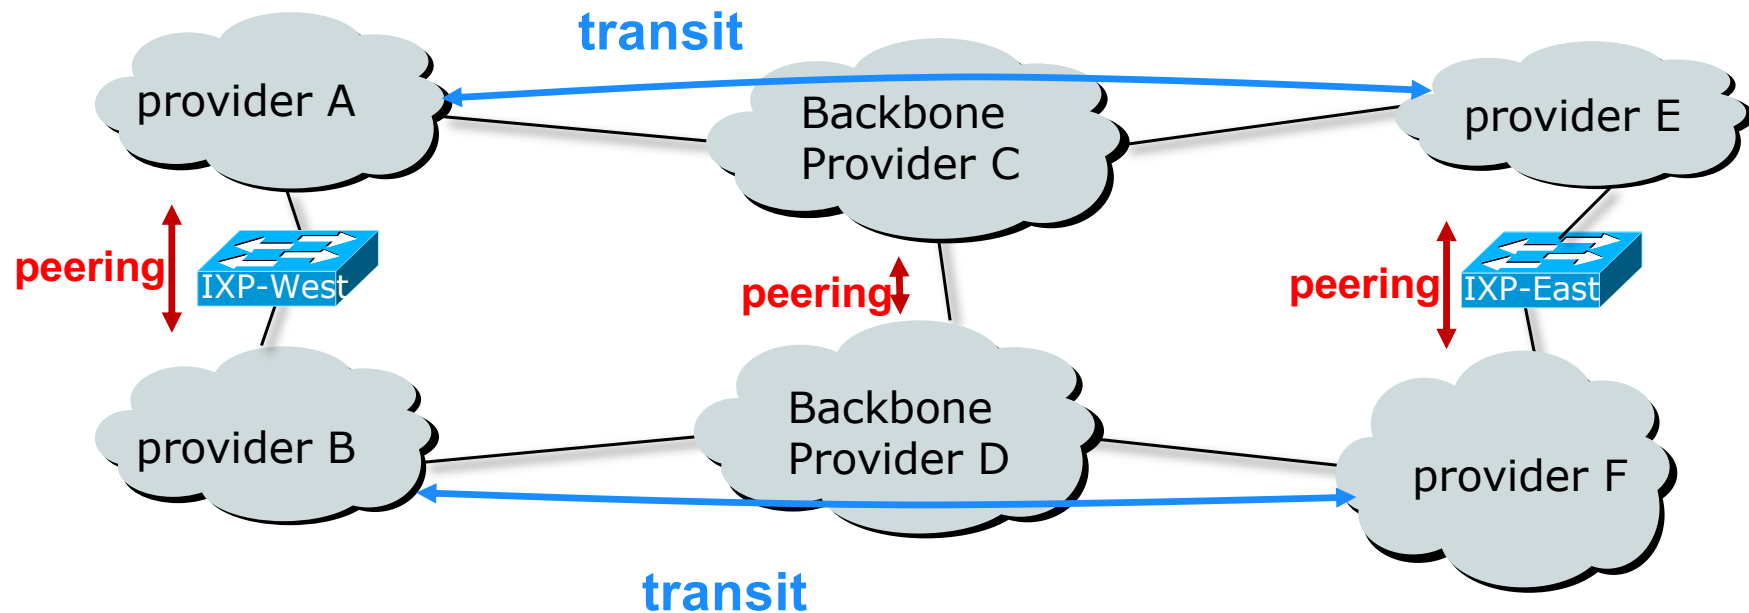 transit
provider A
Backbone
Provider C
provider E
peering
IXP-West
peering
peering
IXP-East
provider B
Backbone
Provider D
provider F
transit